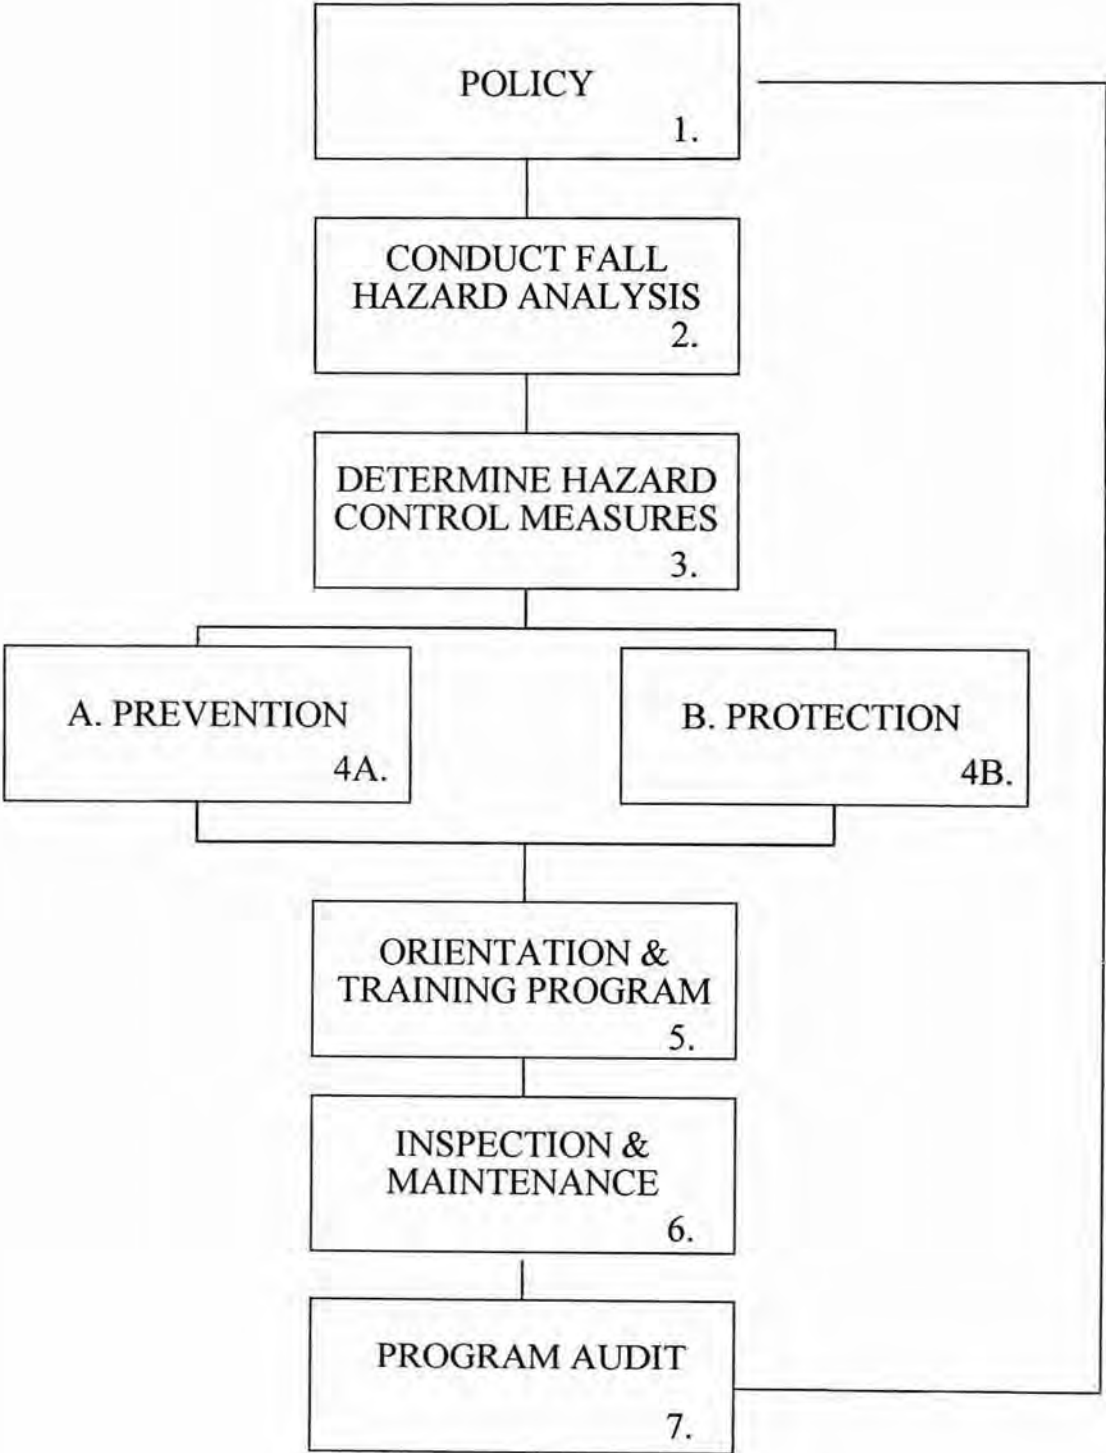 POLICY
1.
CONDUCT FALL
HAZARD ANALYSIS
2.
DETERMINE HAZARD
CONTROL MEASURES
3.
A. PREVENTION
4A.
B. PROTECTION
4B.
ORIENTATION &
TRAINING PROGRAM
5.
INSPECTION &
MAINTENANCE
6.
PROGRAM AUDIT
7.